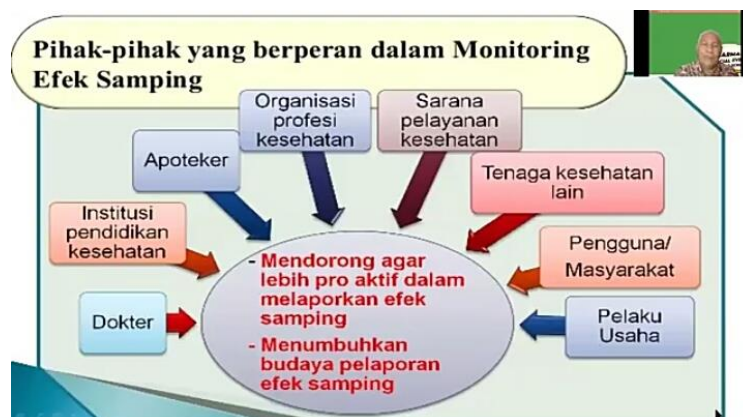 Pihak-pihak yang berperan dalam Monitoring
Efek Samping
Organisasi
profesi
kesehatan
Sarana
pelayanan
kesehatan
Apoteker
Tenaga kesehatan
lain
Institusi
pendidikan
kesehatan
Pengguna/
Masyarakat
Dokter
Pelaku
Usaha
- Mendorong agar
lebih pro aktif dalam
melaporkan efek
samping
- Menumbuhkan
budaya pelaporan
efek samping